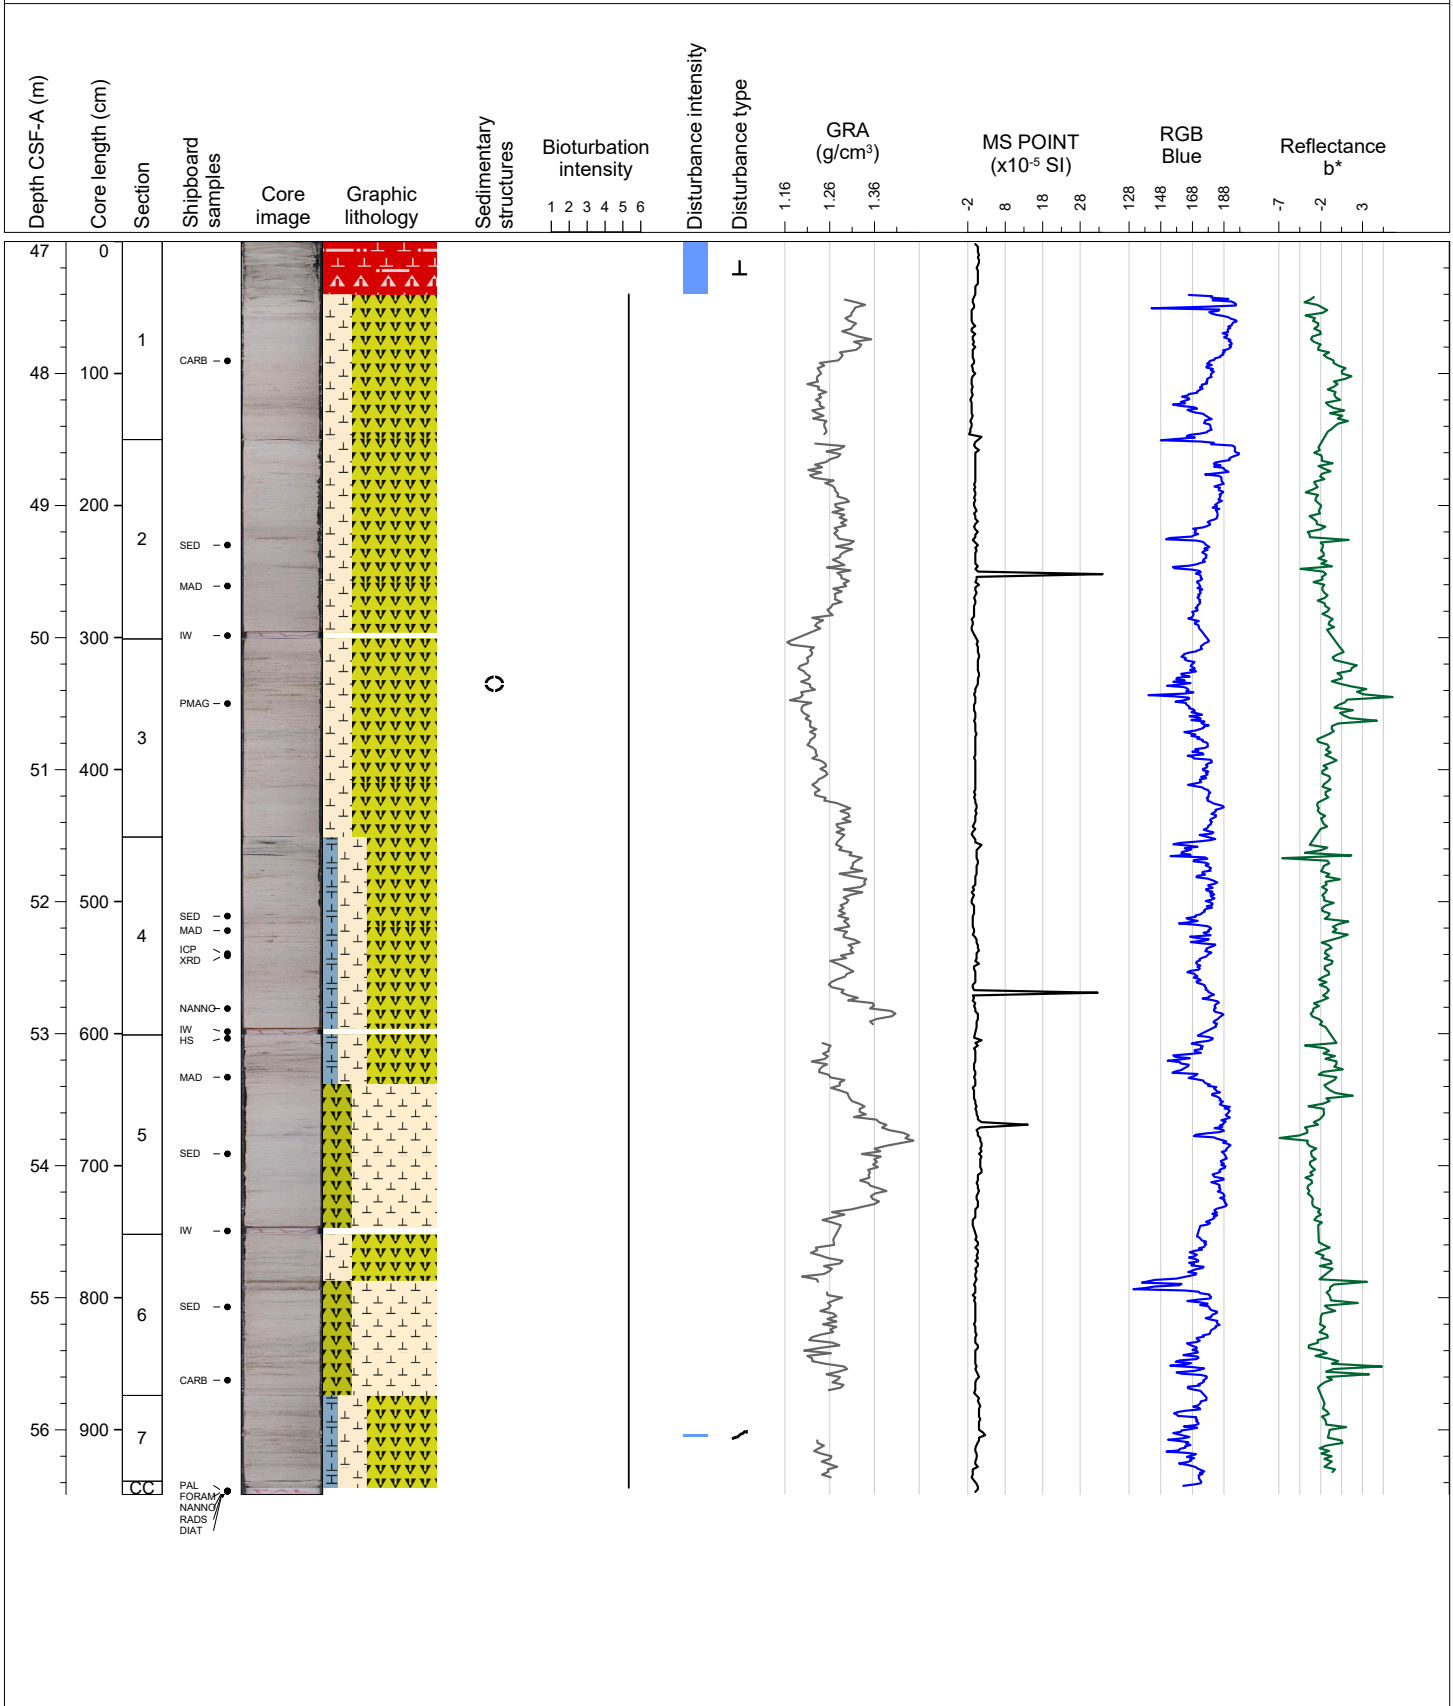 Depth CSF-A (m)
Core length (cm)
Section
Shipboard
samples
Core
image
Graphic
lithology
Sedimentary
structures
Bioturbation
intensity
1 2 3 4 5 6
Disturbance intensity
Disturbance type
GRA
(g/cm³)
1.16 1.26 1.36
MS POINT
(x10⁻⁵ SI)
-2 8 18 28
RGB
Blue
128 148 168 188
Reflectance
b*
-7 -2 3
47 0
1
CARB
48 100
49 200
2
SED
MAD
50 300
IW
PMAG
3
51 400
52 500
SED
4
MAD
ICP
XRD
NANNO
53 600
IW
HS
MAD
5
SED
54 700
IW
55 800
SED
6
CARB
56 900
7
CC
PAL
FORAM
NANNO
RADS
DIAT